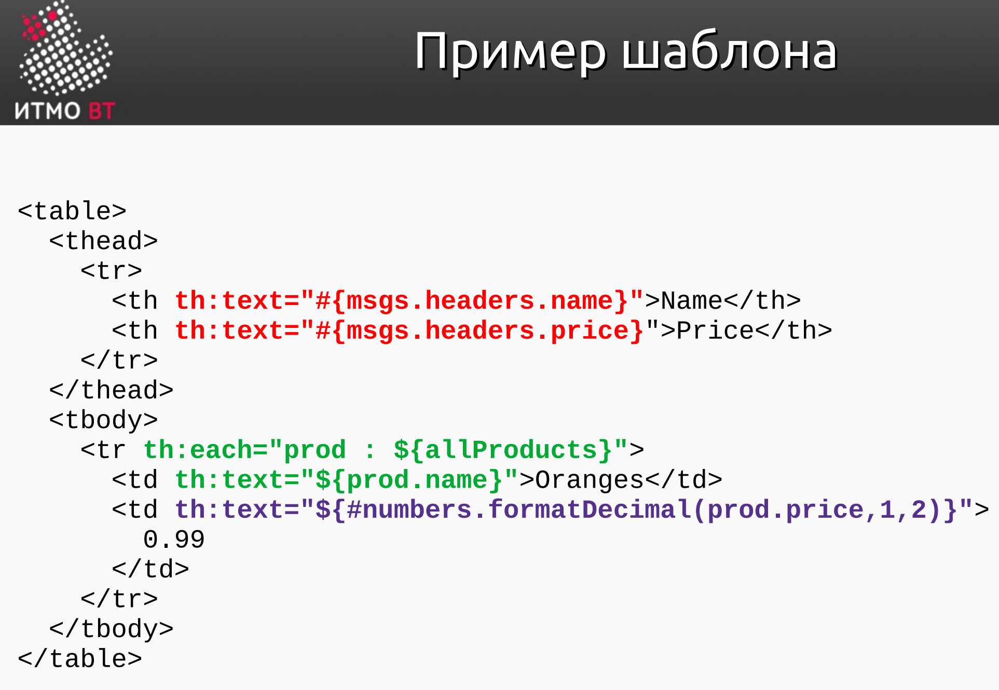 Пример шаблона
ИТМО ВТ
<table>
  <thead>
    <tr>
      <th th:text="#{msgs.headers.name}">Name</th>
      <th th:text="#{msgs.headers.price}">Price</th>
    </tr>
  </thead>
  <tbody>
    <tr th:each="prod : ${allProducts}">
      <td th:text="${prod.name}">Oranges</td>
      <td th:text="${#numbers.formatDecimal(prod.price,1,2)}">
        0.99
      </td>
    </tr>
  </tbody>
</table>